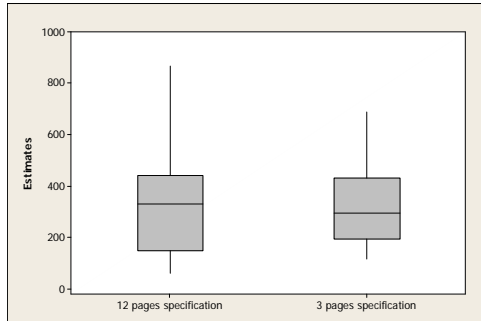 1000
800
600
400
200
0
Estimates
12 pages specification
3 pages specification